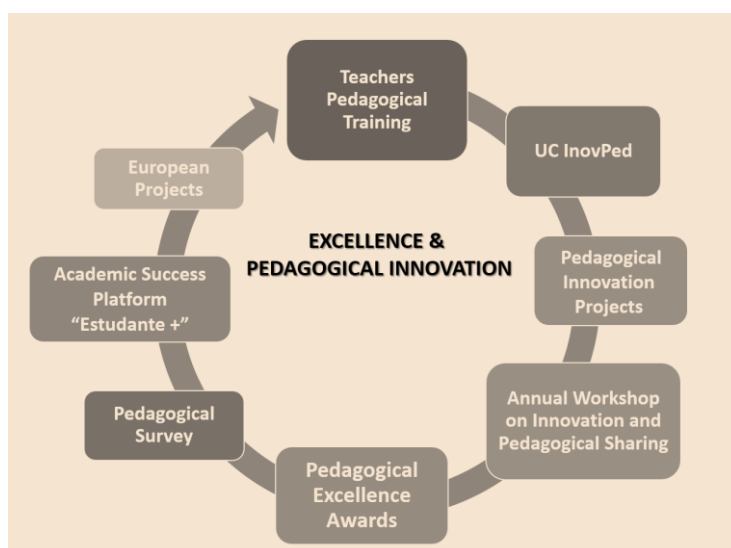 Teachers
Pedagogical
Training
UC InovPed
Pedagogical
Innovation
Projects
Annual Workshop
on Innovation and
Pedagogical Sharing
Pedagogical
Excellence
Awards
Pedagogical
Survey
Academic Success
Platform
“Estudante +”
European
Projects
EXCELLENCE &
PEDAGOGICAL INNOVATION